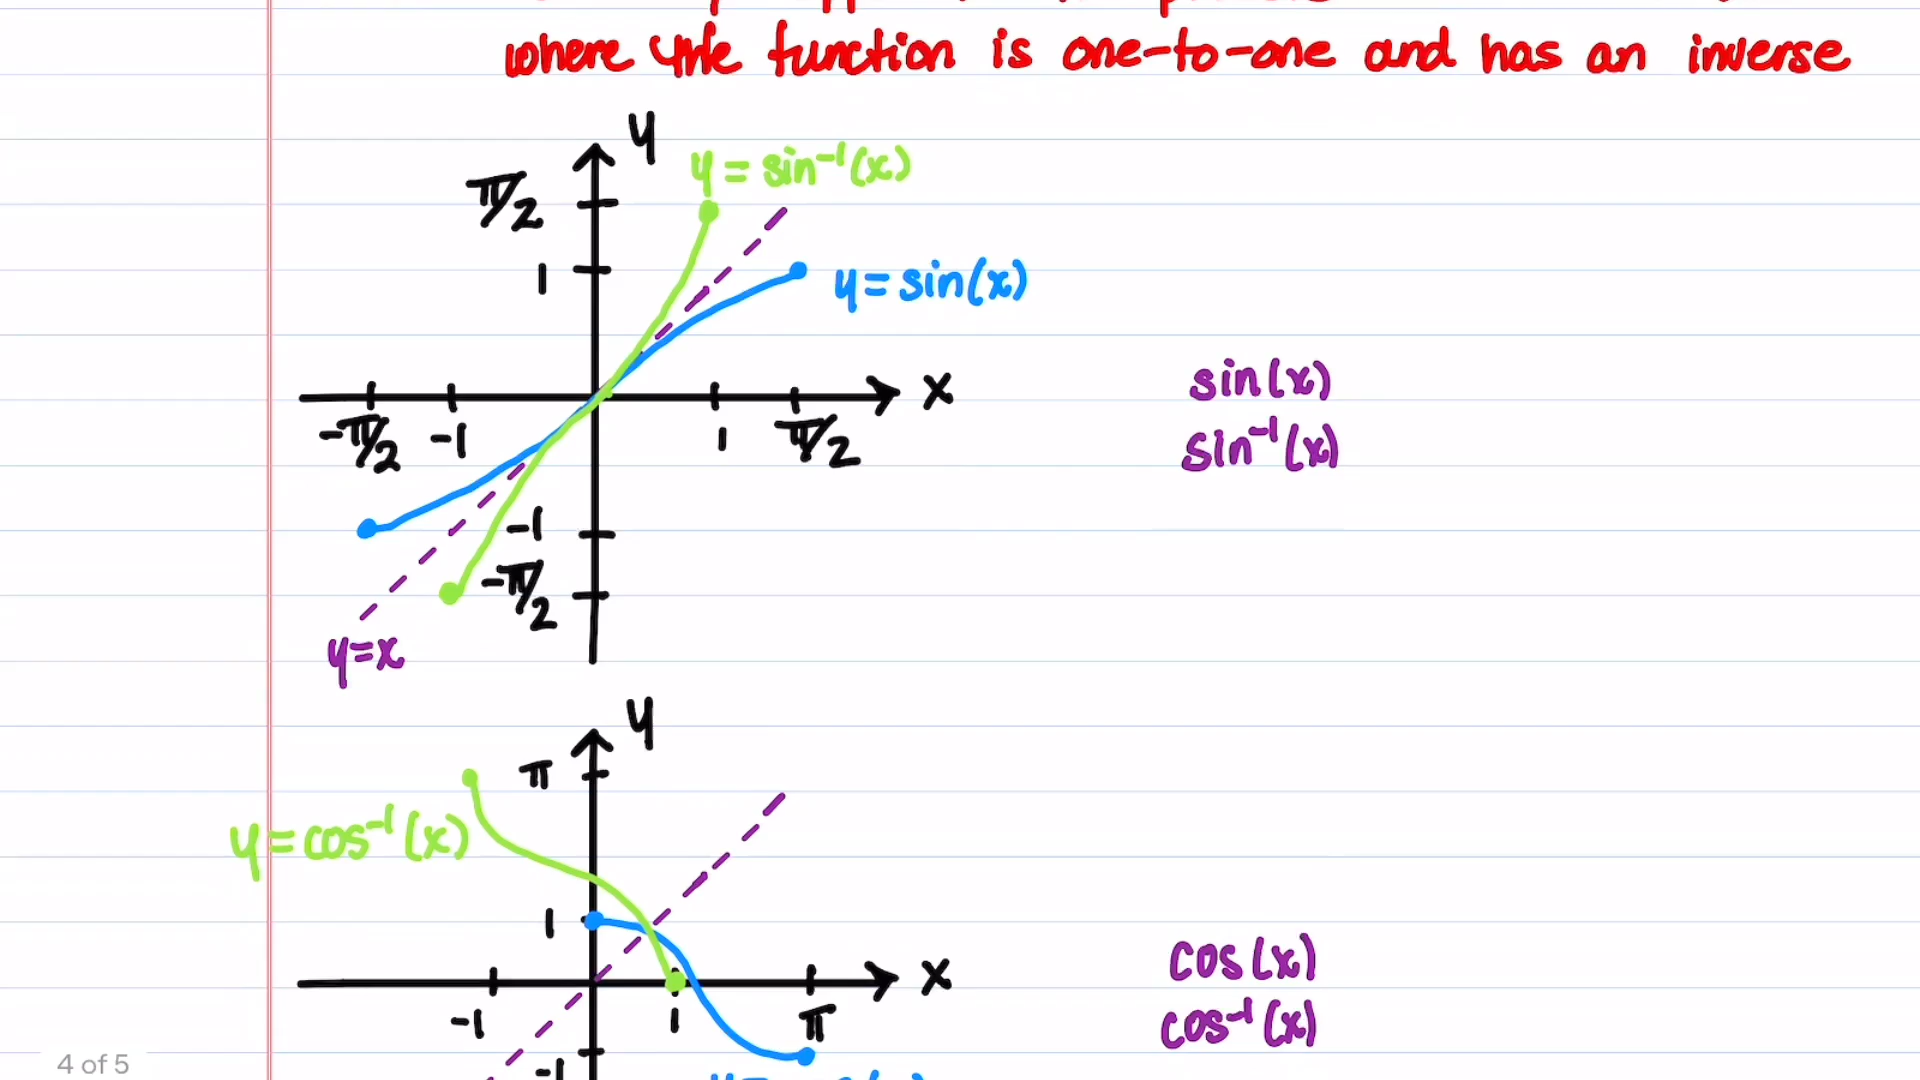 where the function is one-to-one and has an inverse
y
y = sin⁻¹(x)
π/2
1
y = sin(x)
x
-π/2 -1 1 π/2
sin(x)
sin⁻¹(x)
-1
-π/2
y=x
y
π
y = cos⁻¹(x)
1
x
-1 1 π
cos(x)
cos⁻¹(x)
-1
4 of 5